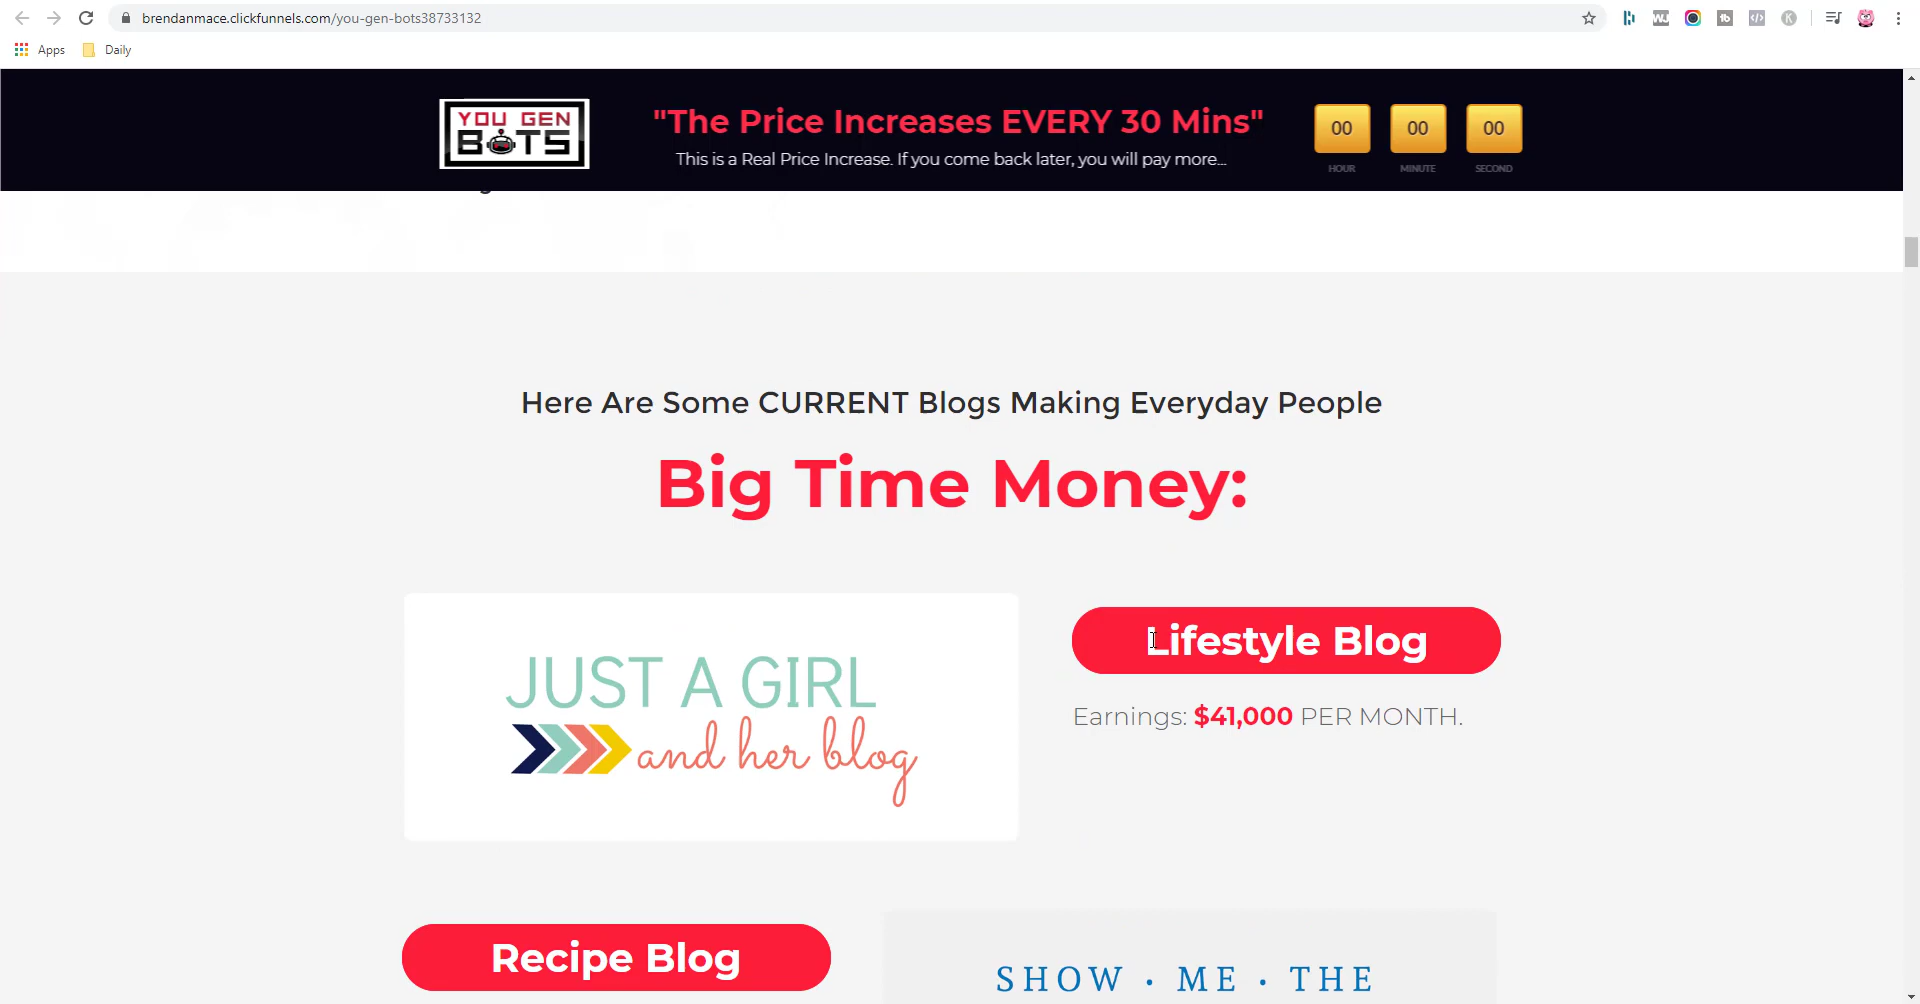 brendanmace.clickfunnels.com/you-gen-bots38733132
Apps
Daily
YOU GEN
BOTS
"The Price Increases EVERY 30 Mins"
This is a Real Price Increase. If you come back later, you will pay more...
00
00
00
HOUR
MINUTE
SECOND
Here Are Some CURRENT Blogs Making Everyday People
Big Time Money:
JUST A GIRL
and her blog
Lifestyle Blog
Earnings: $41,000 PER MONTH.
Recipe Blog
SHOW · ME · THE